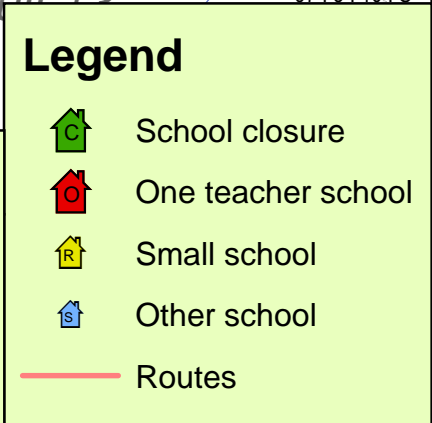 Legend
C School closure
O One teacher school
R Small school
S Other school
Routes